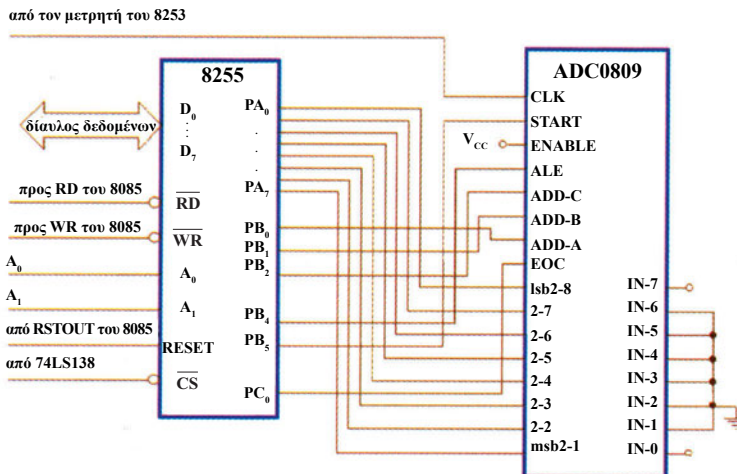 από τον μετρητή του 8253
8255
ADC0809
δίαυλος δεδομένων
D0
D7
PA0
PA7
προς RD του 8085
RD
προς WR του 8085
WR
A0
A0
A1
A1
από RSTOUT του 8085
RESET
από 74LS138
CS
PB0
PB1
PB2
PB4
PB5
PC0
CLK
START
VCC
ENABLE
ALE
ADD-C
ADD-B
ADD-A
EOC
lsb2-8
2-7
2-6
2-5
2-4
2-3
2-2
msb2-1
IN-7
IN-6
IN-5
IN-4
IN-3
IN-2
IN-1
IN-0